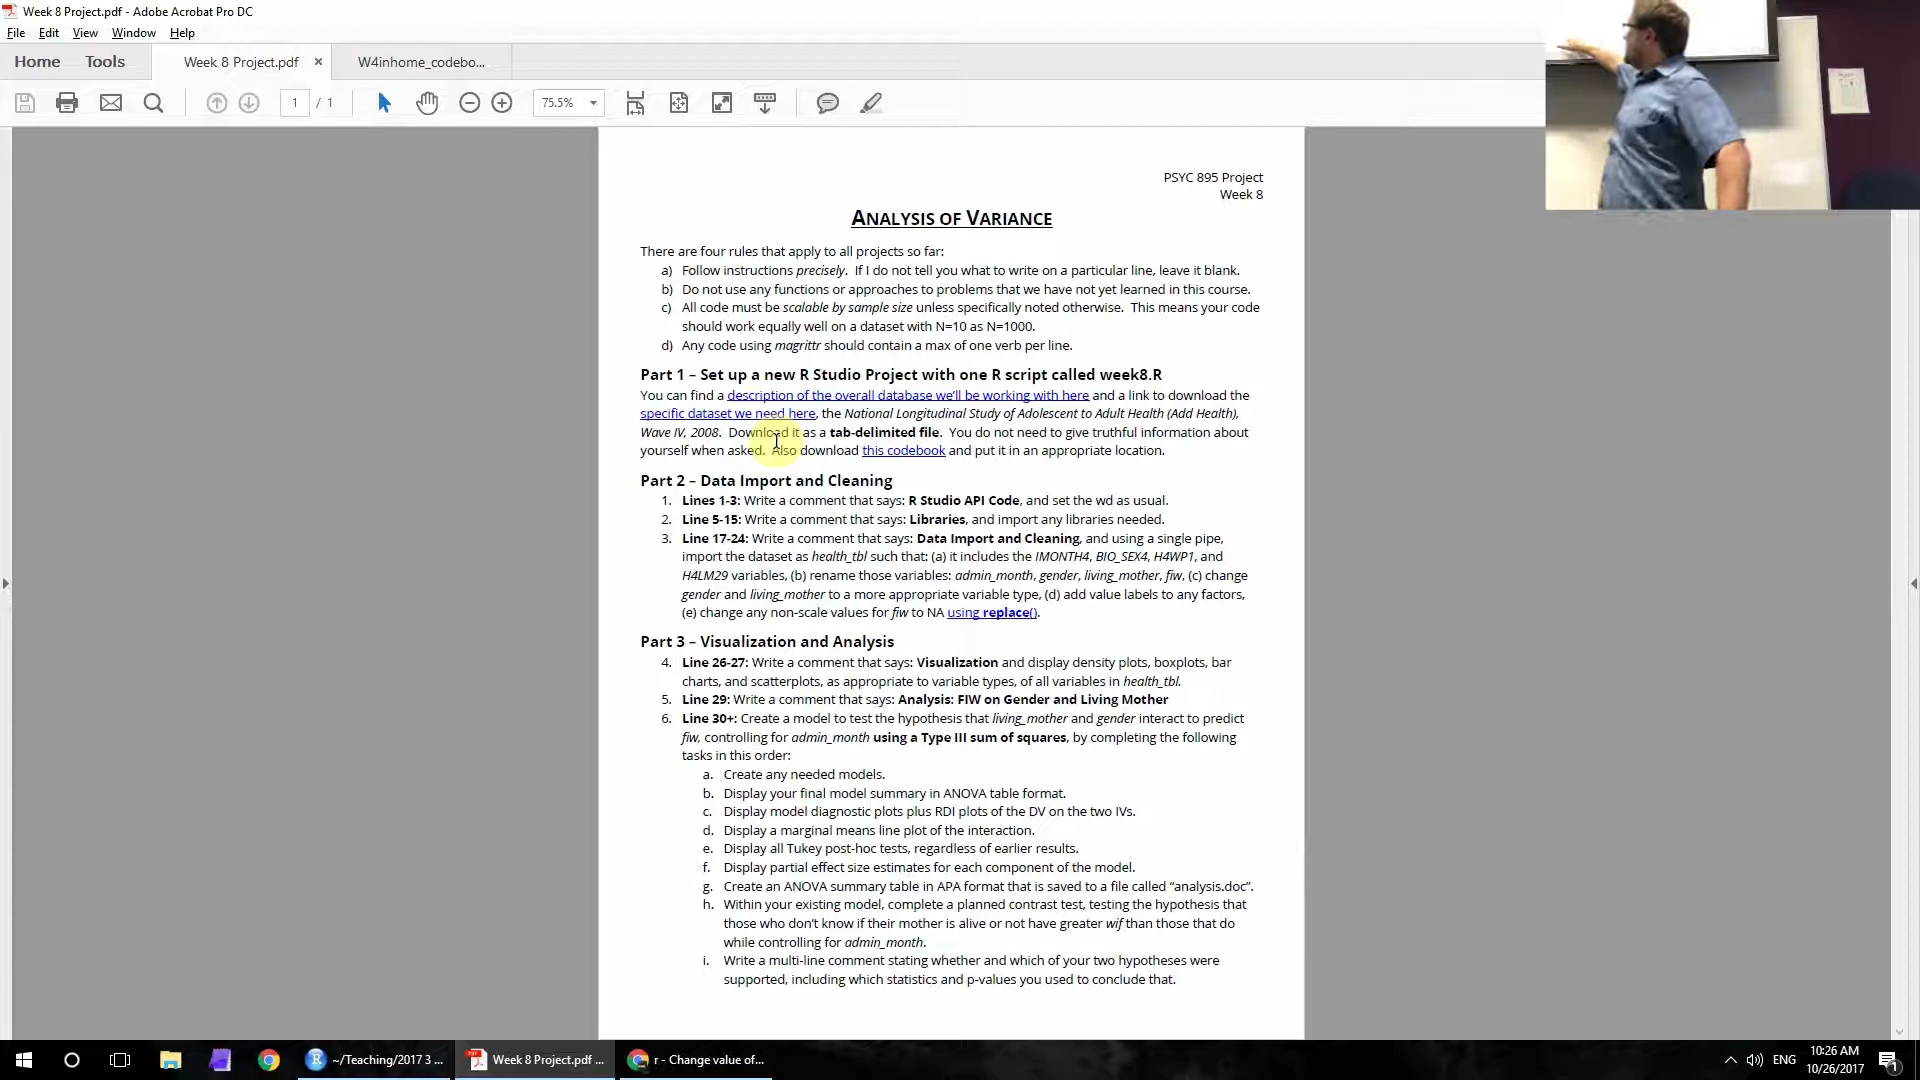 Week 8 Project.pdf - Adobe Acrobat Pro DC
File Edit View Window Help
Home Tools Week 8 Project.pdf × W4inhome_codebo...
1 / 1 75.5%
PSYC 895 Project
Week 8
ANALYSIS OF VARIANCE
There are four rules that apply to all projects so far:
a) Follow instructions precisely. If I do not tell you what to write on a particular line, leave it blank.
b) Do not use any functions or approaches to problems that we have not yet learned in this course.
c) All code must be scalable by sample size unless specifically noted otherwise. This means your code
should work equally well on a dataset with N=10 as N=1000.
d) Any code using magrittr should contain a max of one verb per line.
Part 1 – Set up a new R Studio Project with one R script called week8.R
You can find a description of the overall database we'll be working with here and a link to download the
specific dataset we need here, the National Longitudinal Study of Adolescent to Adult Health (Add Health),
Wave IV, 2008. Download it as a tab-delimited file. You do not need to give truthful information about
yourself when asked. Also download this codebook and put it in an appropriate location.
Part 2 – Data Import and Cleaning
1. Lines 1-3: Write a comment that says: R Studio API Code, and set the wd as usual.
2. Line 5-15: Write a comment that says: Libraries, and import any libraries needed.
3. Line 17-24: Write a comment that says: Data Import and Cleaning, and using a single pipe,
import the dataset as health_tbl such that: (a) it includes the IMONTH4, BIO_SEX4, H4WP1, and
H4LM29 variables, (b) rename those variables: admin_month, gender, living_mother, fiw, (c) change
gender and living_mother to a more appropriate variable type, (d) add value labels to any factors,
(e) change any non-scale values for fiw to NA using replace().
Part 3 – Visualization and Analysis
4. Line 26-27: Write a comment that says: Visualization and display density plots, boxplots, bar
charts, and scatterplots, as appropriate to variable types, of all variables in health_tbl.
5. Line 29: Write a comment that says: Analysis: FIW on Gender and Living Mother
6. Line 30+: Create a model to test the hypothesis that living_mother and gender interact to predict
fiw, controlling for admin_month using a Type III sum of squares, by completing the following
tasks in this order:
a. Create any needed models.
b. Display your final model summary in ANOVA table format.
c. Display model diagnostic plots plus RDI plots of the DV on the two IVs.
d. Display a marginal means line plot of the interaction.
e. Display all Tukey post-hoc tests, regardless of earlier results.
f. Display partial effect size estimates for each component of the model.
g. Create an ANOVA summary table in APA format that is saved to a file called “analysis.doc”.
h. Within your existing model, complete a planned contrast test, testing the hypothesis that
those who don't know if their mother is alive or not have greater wif than those that do
while controlling for admin_month.
i. Write a multi-line comment stating whether and which of your two hypotheses were
supported, including which statistics and p-values you used to conclude that.
~/Teaching/2017 3 ... Week 8 Project.pdf ... r - Change value of... ENG 10:26 AM
10/26/2017